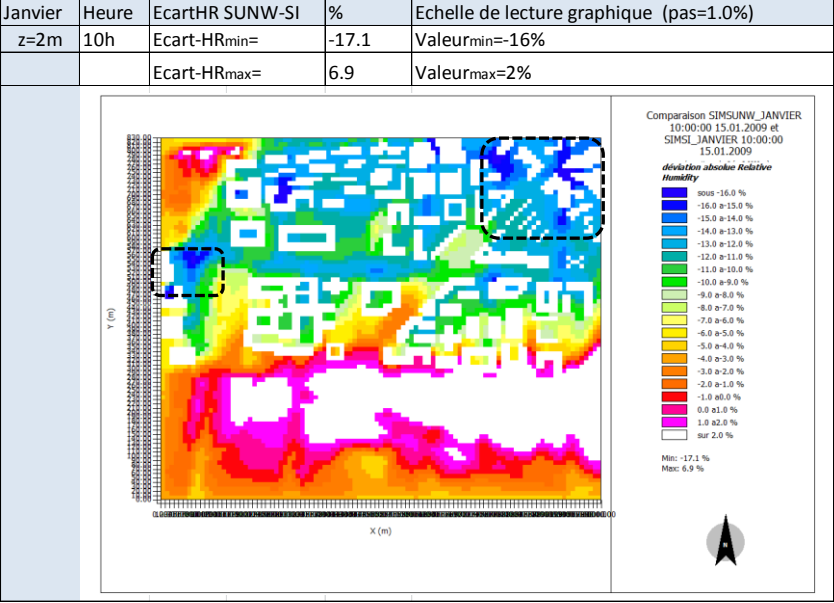 Janvier Heure EcartHR SUNW-SI % Echelle de lecture graphique (pas=1.0%)
z=2m 10h Ecart-HRmin= -17.1 Valeurmin=-16%
Ecart-HRmax= 6.9 Valeurmax=2%
Comparaison SIMSUNW_JANVIER
10:00:00 15.01.2009 et
SIMSI_JANVIER 10:00:00
15.01.2009
déviation absolue Relative
Humidity
sous -16.0 %
-16.0 a-15.0 %
-15.0 a-14.0 %
-14.0 a-13.0 %
-13.0 a-12.0 %
-12.0 a-11.0 %
-11.0 a-10.0 %
-10.0 a-9.0 %
-9.0 a-8.0 %
-8.0 a-7.0 %
-7.0 a-6.0 %
-6.0 a-5.0 %
-5.0 a-4.0 %
-4.0 a-3.0 %
-3.0 a-2.0 %
-2.0 a-1.0 %
-1.0 a0.0 %
0.0 a1.0 %
1.0 a2.0 %
sur 2.0 %
Min: -17.1 %
Max: 6.9 %
N
Y (m)
X (m)